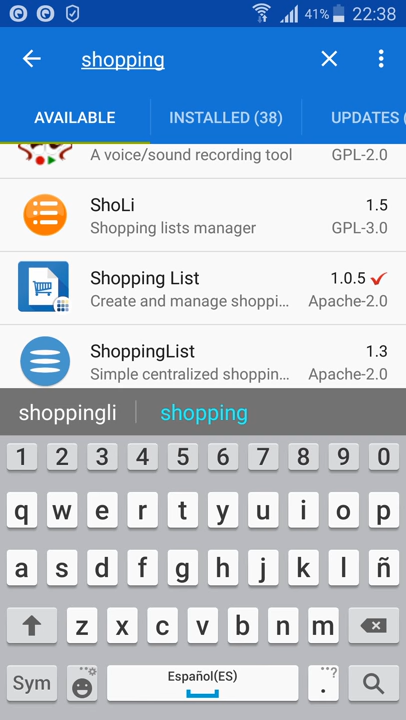 41% 22:38
shopping
AVAILABLE INSTALLED (38) UPDATES (
A voice/sound recording tool GPL-2.0
ShoLi 1.5
Shopping lists manager GPL-3.0
Shopping List 1.0.5
Create and manage shoppi... Apache-2.0
ShoppingList 1.3
Simple centralized shoppin... Apache-2.0
shoppingli shopping
1 2 3 4 5 6 7 8 9 0
q w e r t y u i o p
a s d f g h j k l ñ
z x c v b n m
Sym Español(ES) . ,,?